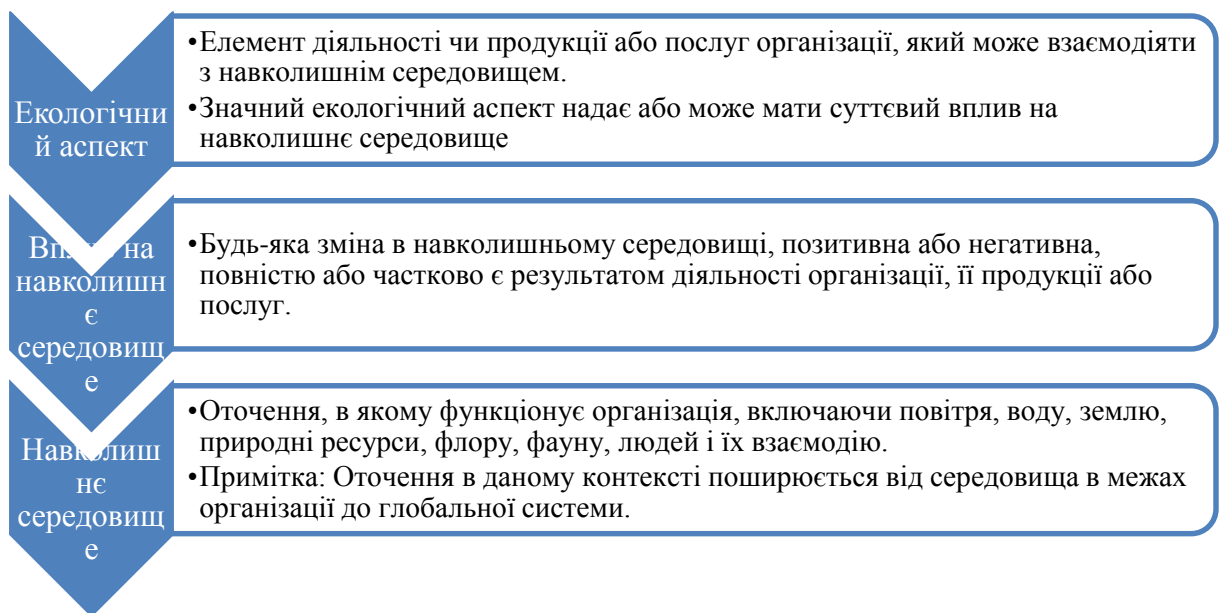 Екологічни
й аспект
•Елемент діяльності чи продукції або послуг організації, який може взаємодіяти
з навколишнім середовищем.
•Значний екологічний аспект надає або може мати суттєвий вплив на
навколишнє середовище
Вплив на
навколишн
є
середовищ
е
•Будь-яка зміна в навколишньому середовищі, позитивна або негативна,
повністю або частково є результатом діяльності організації, її продукції або
послуг.
Навколиш
нє
середовищ
е
•Оточення, в якому функціонує організація, включаючи повітря, воду, землю,
природні ресурси, флору, фауну, людей і їх взаємодію.
•Примітка: Оточення в даному контексті поширюється від середовища в межах
організації до глобальної системи.